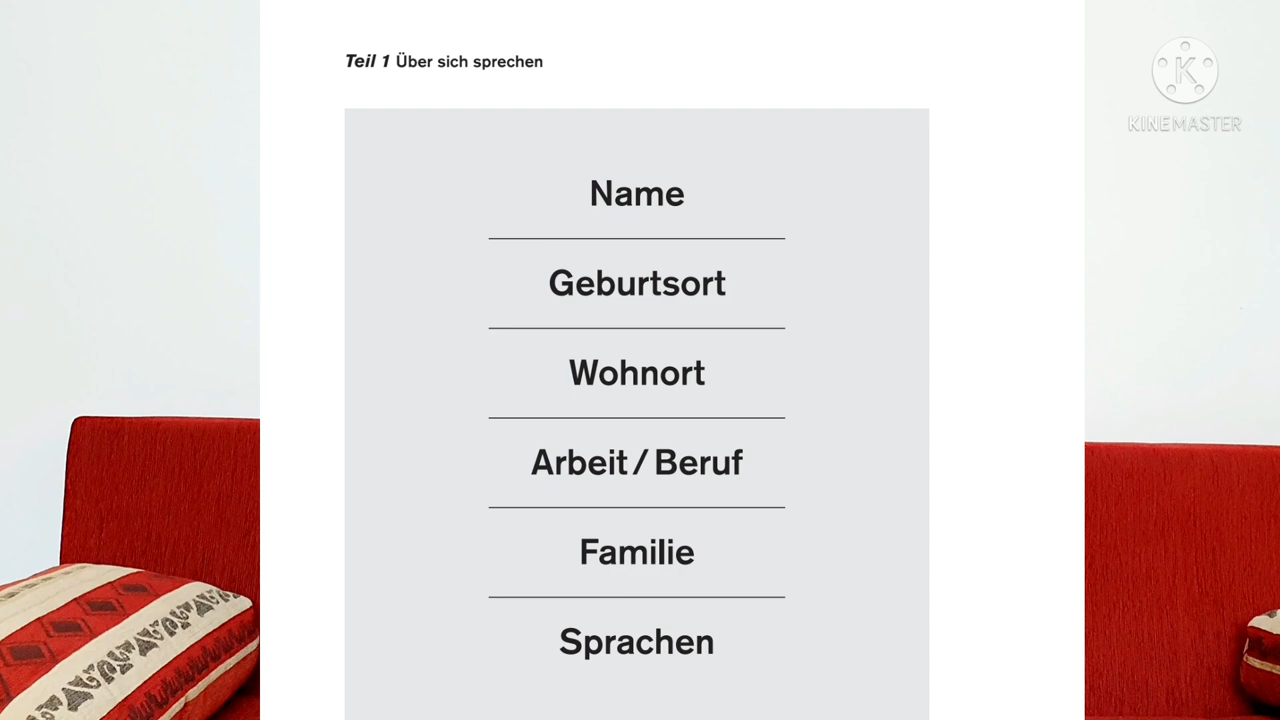 Teil 1 Über sich sprechen
KINEMASTER
Name
Geburtsort
Wohnort
Arbeit / Beruf
Familie
Sprachen